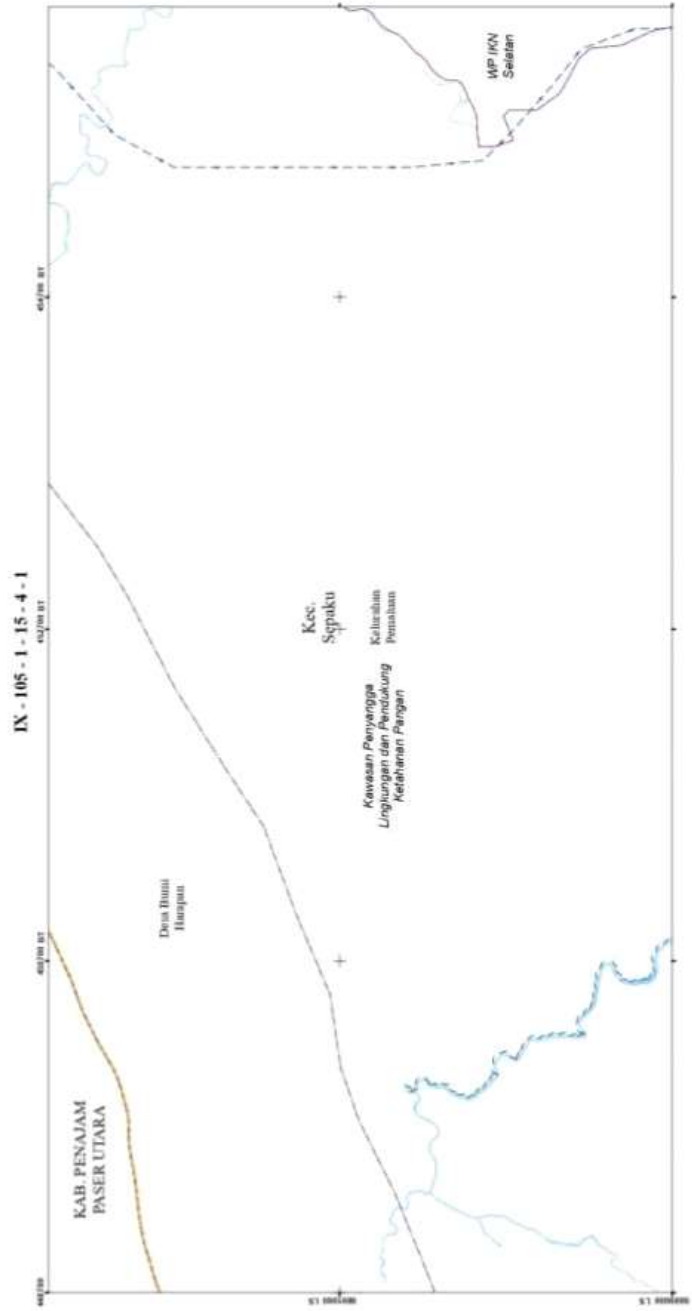 IX - 105 - 1 - 15 - 4 - 1
KAB. PENAJAM
PASER UTARA
Desa Bumi
Harapan
Kec.
Sepaku
Kelurahan
Pemaluan
Kawasan Penyangga
Lingkungan dan Pendukung
Ketahanan Pangan
WP IKN
Selatan